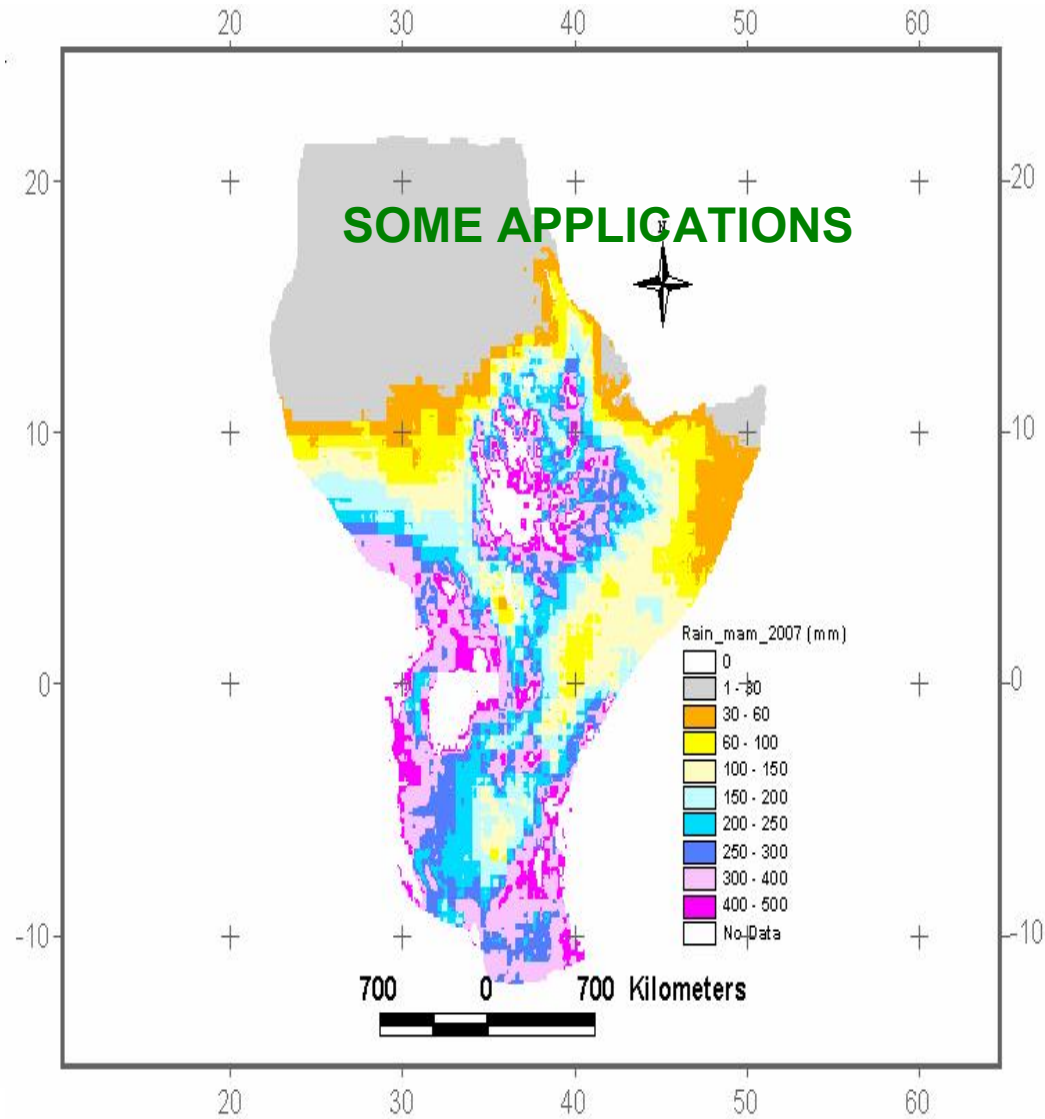 20 30 40 50 60
20 20
SOME APPLICATIONS
N
10 10
Rain_mam_2007 (mm)
0
0 0
1 - 30
30 - 60
60 - 100
100 - 150
150 - 200
200 - 250
250 - 300
300 - 400
400 - 500
-10 No Data -10
700 0 700 Kilometers
20 30 40 50 60